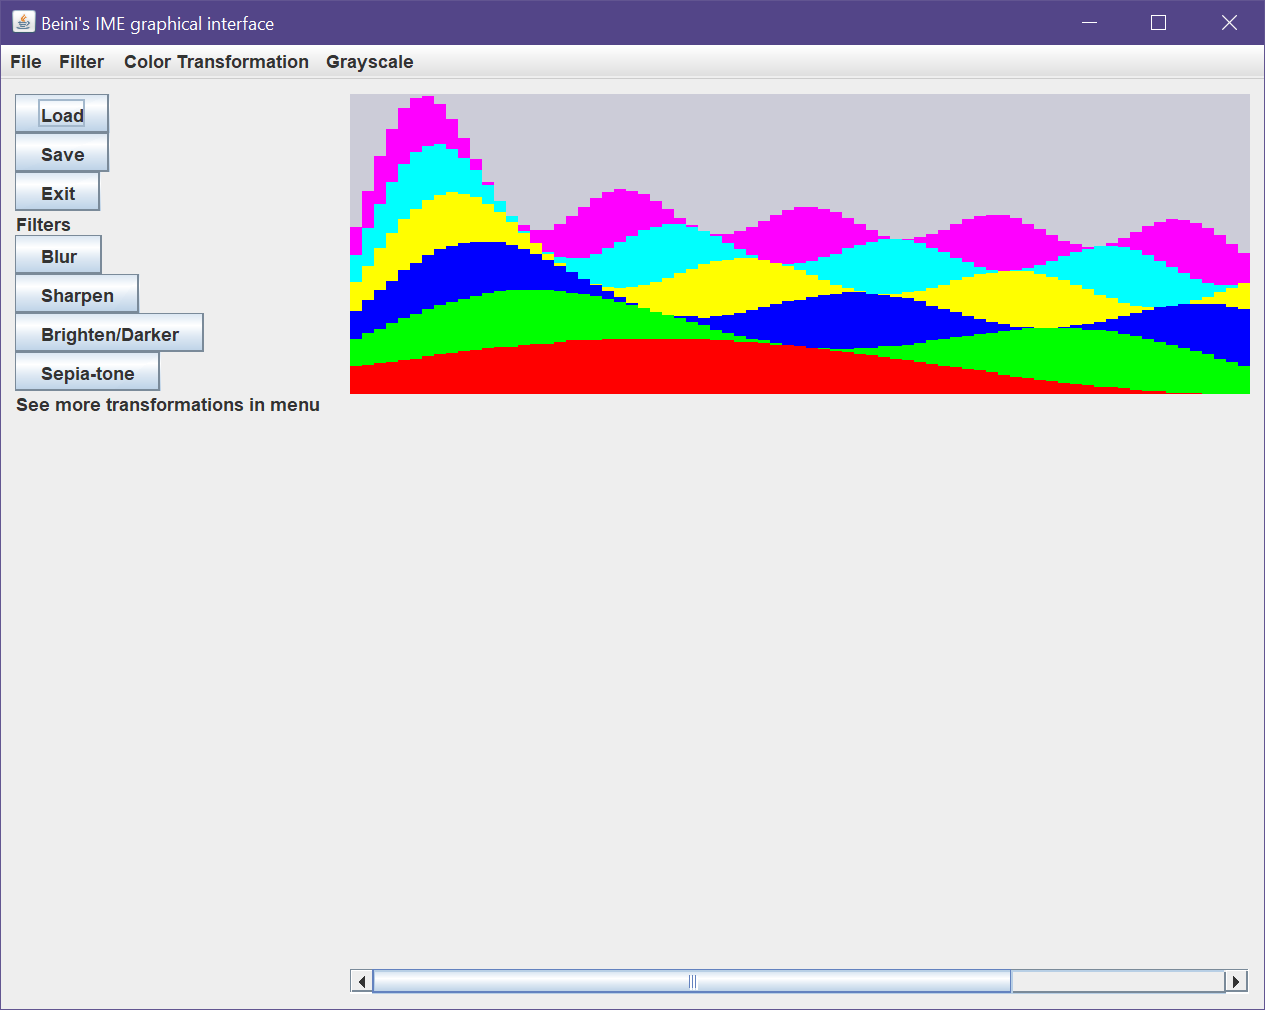 Beini's IME graphical interface
File Filter Color Transformation Grayscale
Load
Save
Exit
Filters
Blur
Sharpen
Brighten/Darker
Sepia-tone
See more transformations in menu